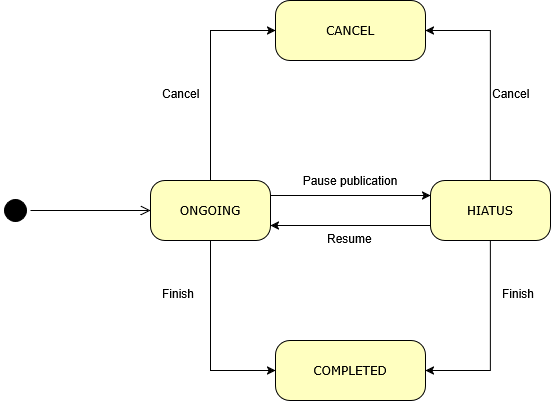 CANCEL
Cancel
Cancel
Pause publication
ONGOING
HIATUS
Resume
Finish
Finish
COMPLETED